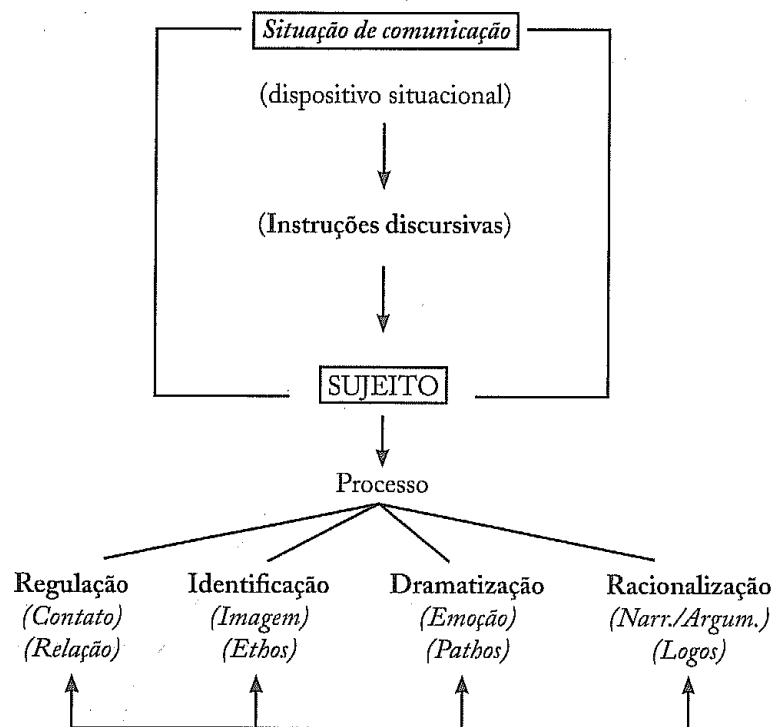 Situação de comunicação
(dispositivo situacional)
(Instruções discursivas)
SUJEITO
Processo
Regulação Identificação Dramatização Racionalização
(Contato) (Imagem) (Emoção) (Narr./Argum.)
(Relação) (Ethos) (Pathos) (Logos)